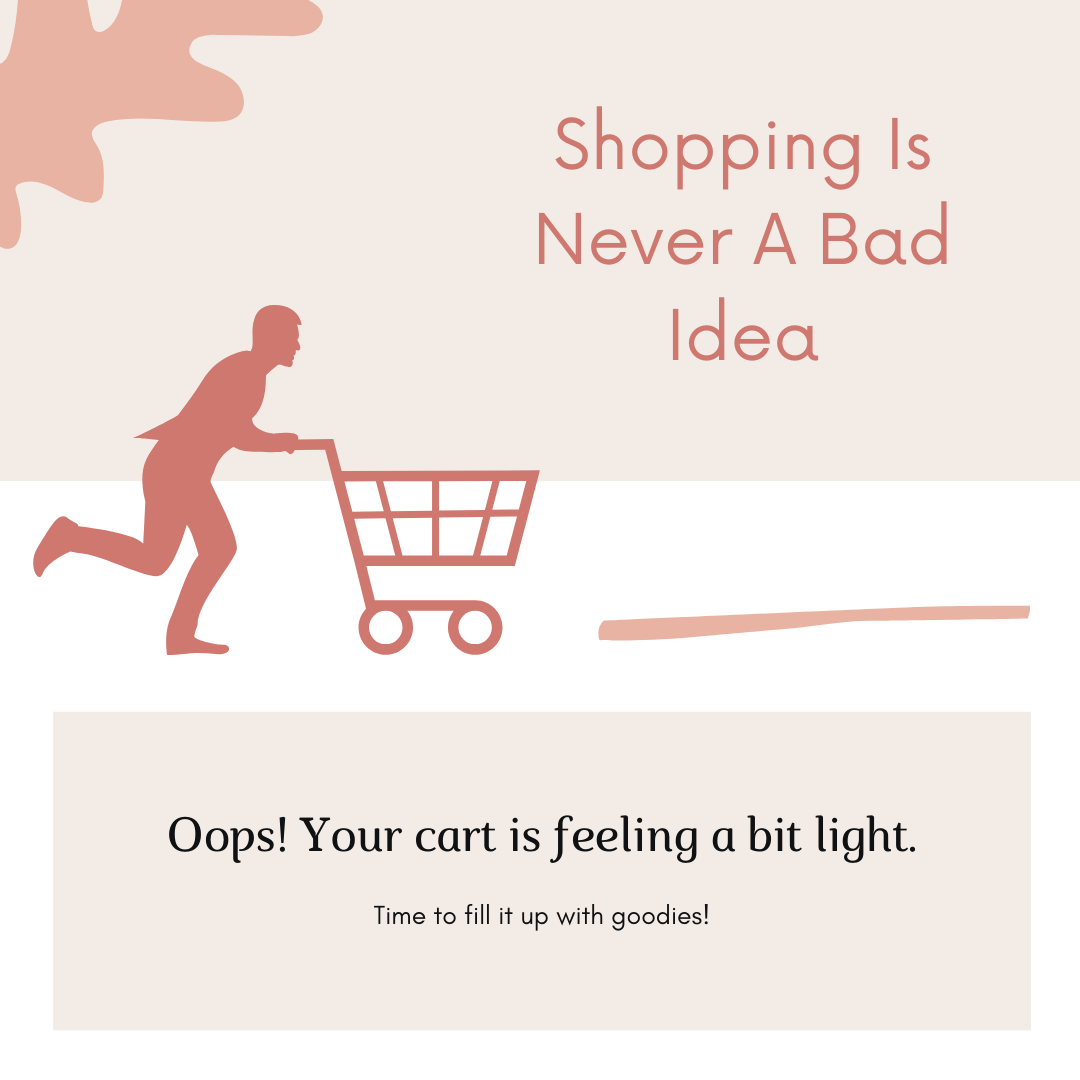 Shopping Is
Never A Bad
Idea
Oops! Your cart is feeling a bit light.
Time to fill it up with goodies!